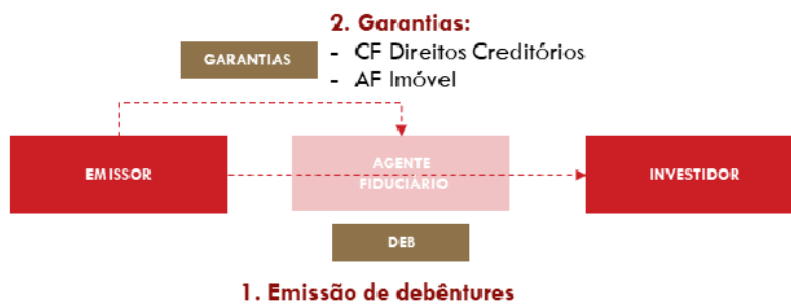 2. Garantias:
GARANTIAS
- CF Direitos Creditórios
- AF Imóvel
EMISSOR
AGENTE
FIDUCIÁRIO
INVESTIDOR
DEB
1. Emissão de debêntures